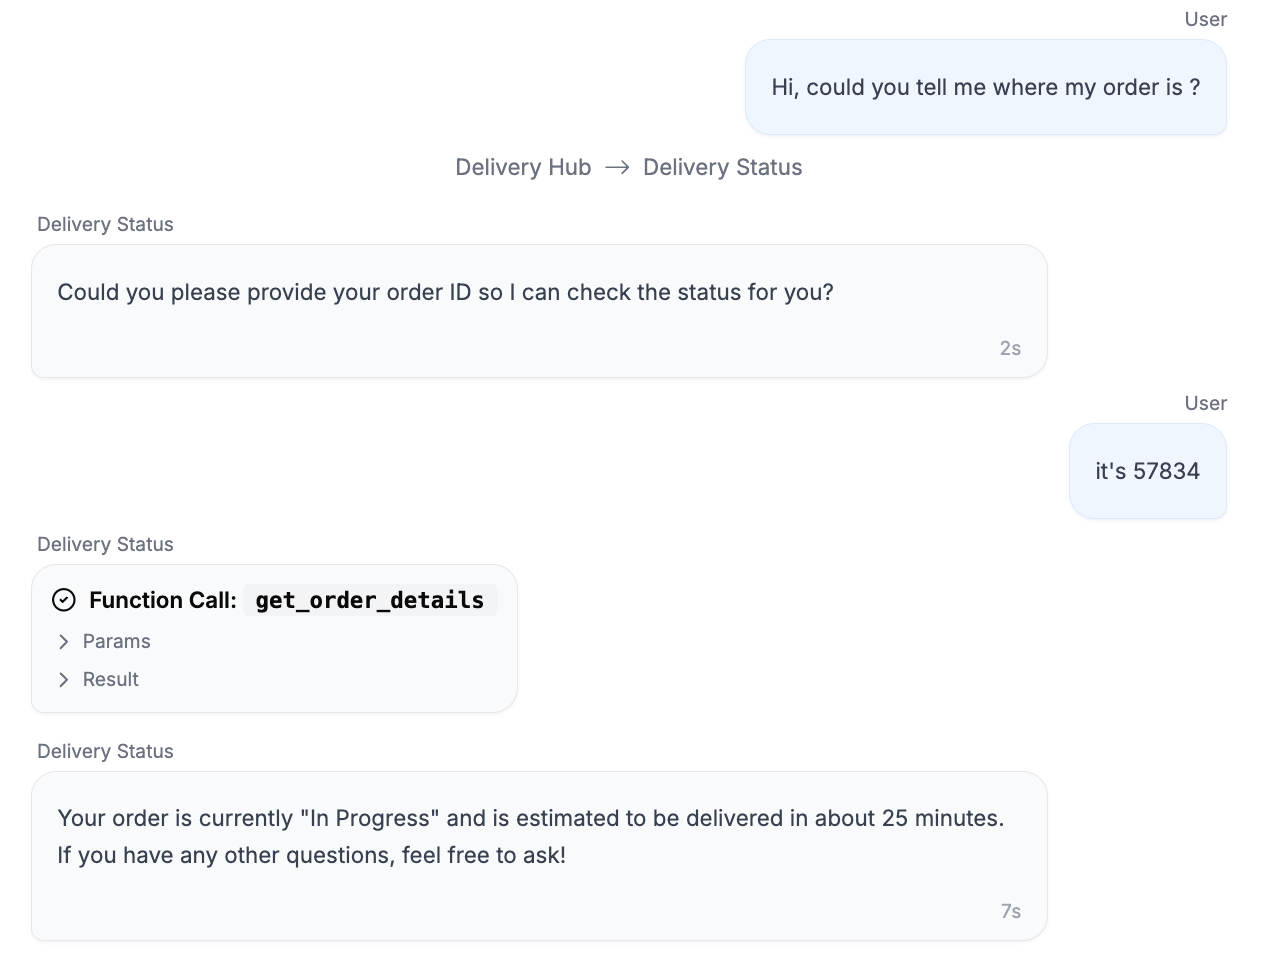 User
Hi, could you tell me where my order is ?
Delivery Hub → Delivery Status
Delivery Status
Could you please provide your order ID so I can check the status for you?
2s
User
it's 57834
Delivery Status
Function Call: get_order_details
Params
Result
Delivery Status
Your order is currently "In Progress" and is estimated to be delivered in about 25 minutes.
If you have any other questions, feel free to ask!
7s